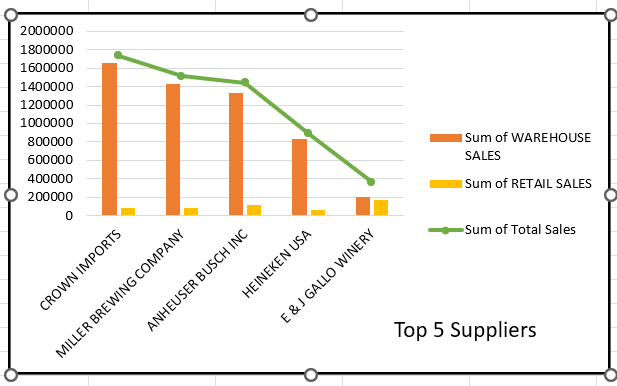 2000000
1800000
1600000
1400000
1200000
1000000
800000
600000
400000
200000
0
CROWN IMPORTS
MILLER BREWING COMPANY
ANHEUSER BUSCH INC
HEINEKEN USA
E & J GALLO WINERY
Sum of WAREHOUSE
SALES
Sum of RETAIL SALES
Sum of Total Sales
Top 5 Suppliers